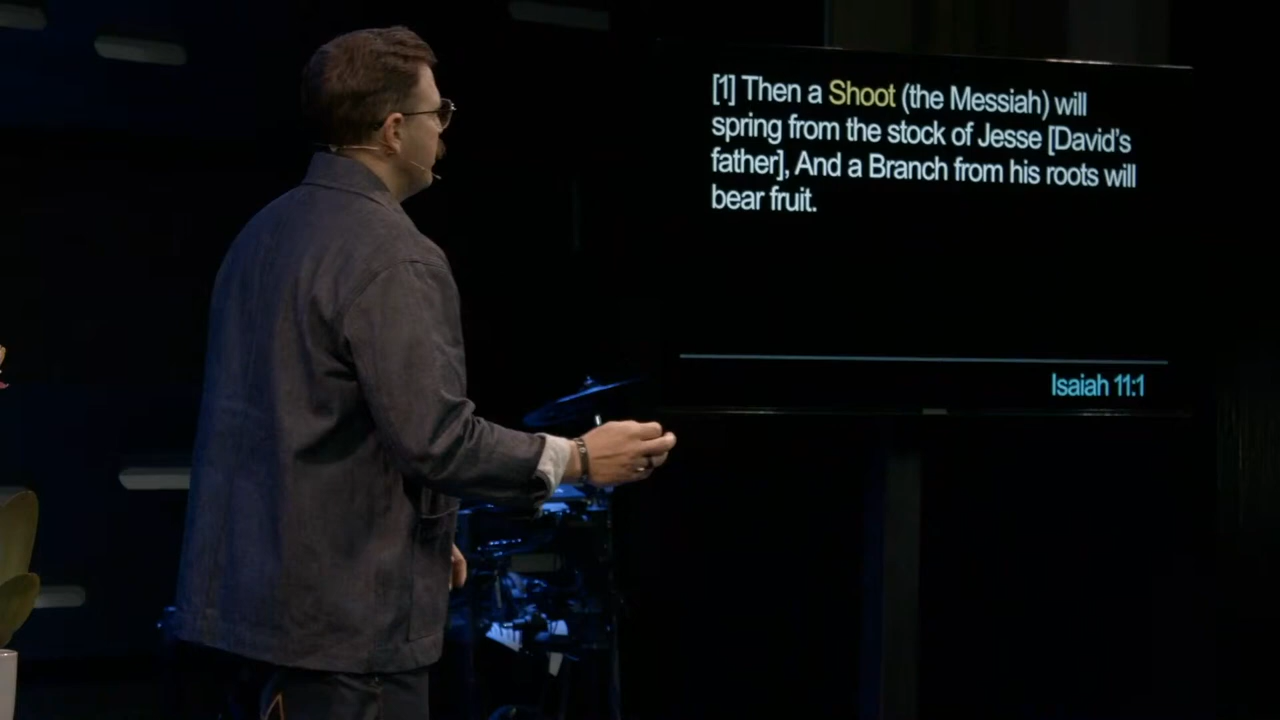 [1] Then a Shoot (the Messiah) will
spring from the stock of Jesse [David's
father], And a Branch from his roots will
bear fruit.
Isaiah 11:1